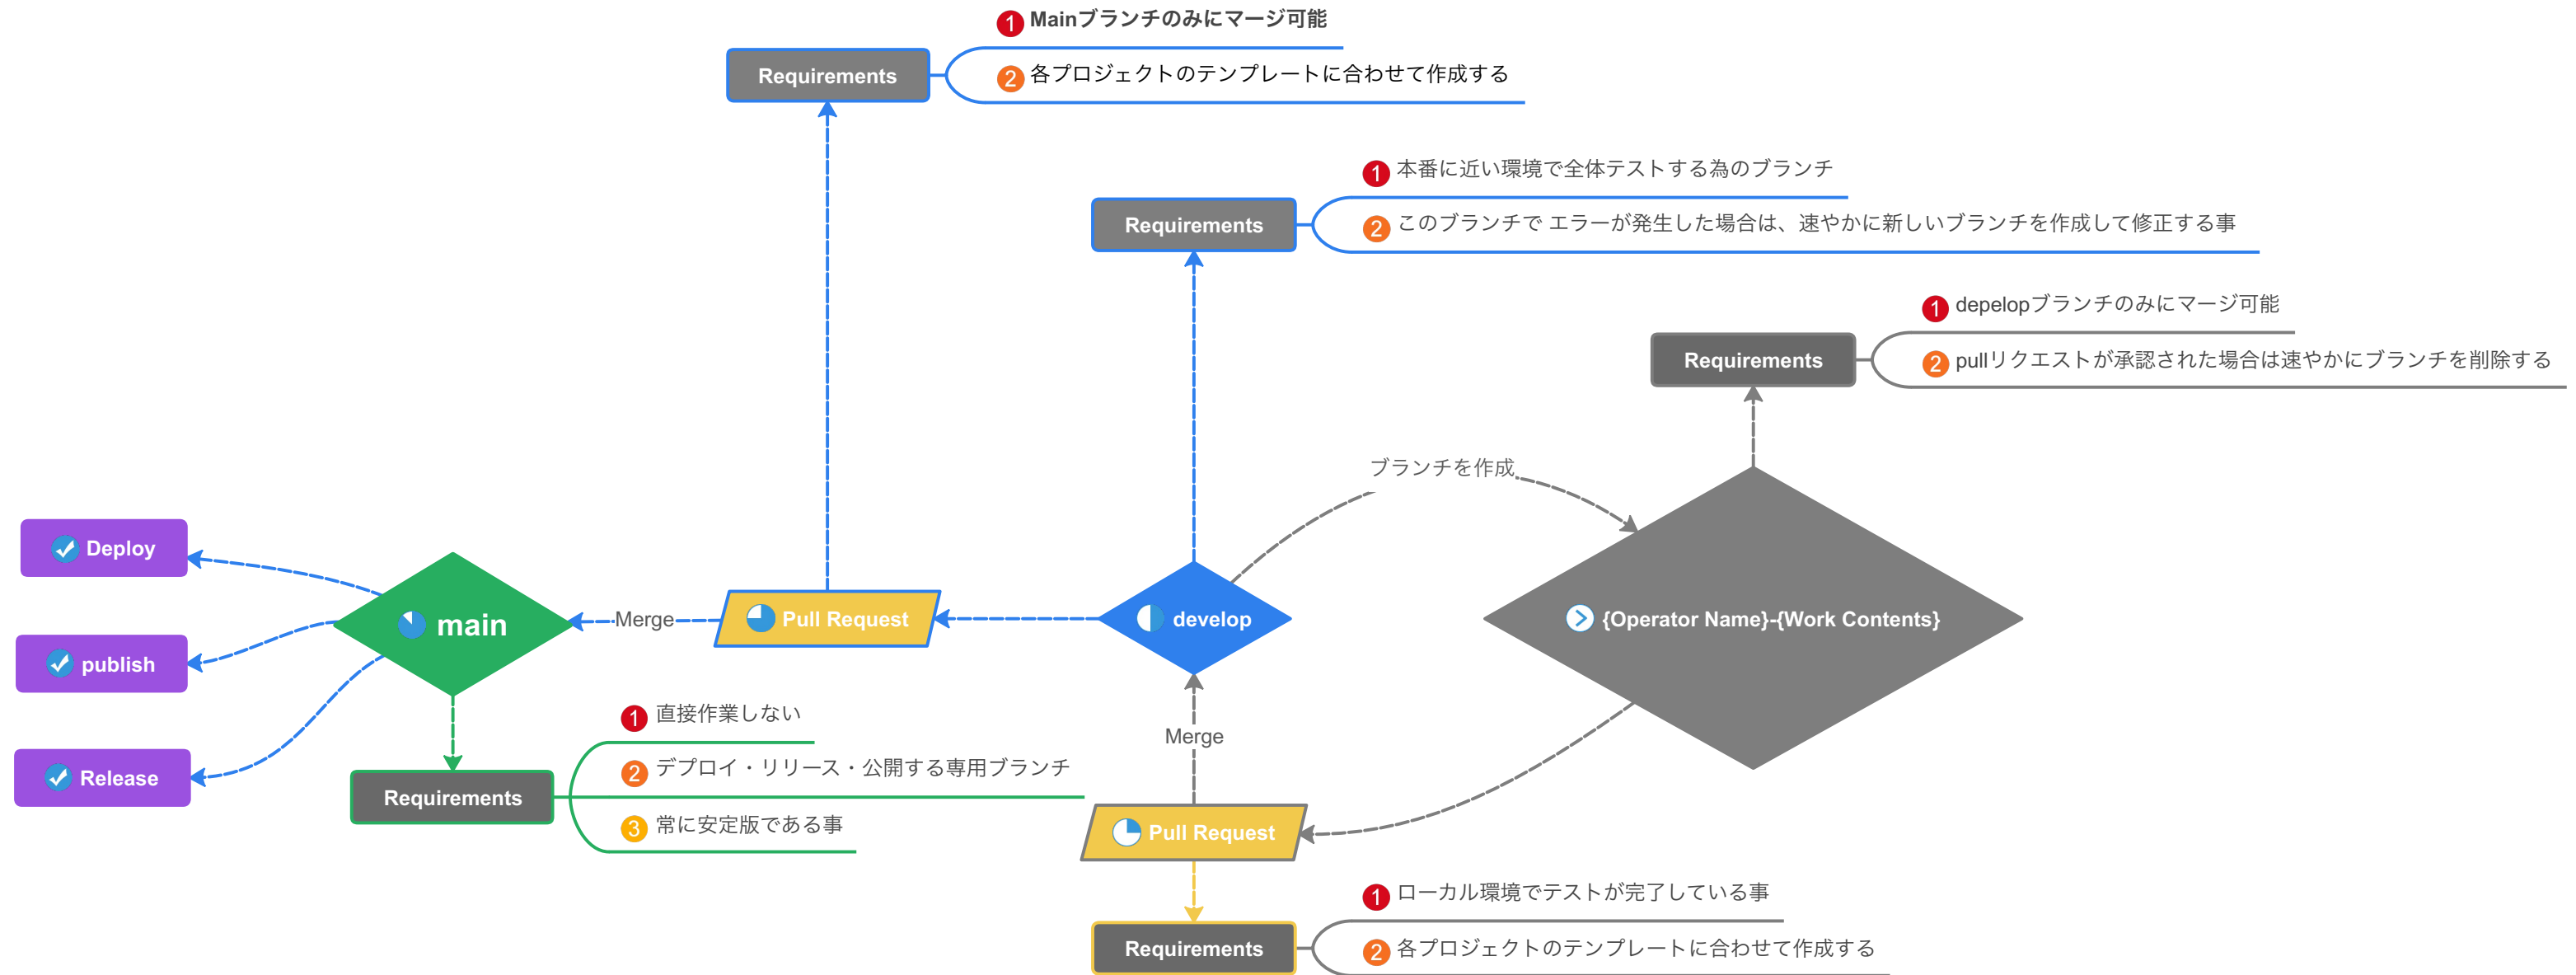 1 Mainブランチのみにマージ可能
Requirements
2 各プロジェクトのテンプレートに合わせて作成する
1 本番に近い環境で全体テストする為のブランチ
Requirements
2 このブランチで エラーが発生した場合は、速やかに新しいブランチを作成して修正する事
1 depelopブランチのみにマージ可能
Requirements
2 pullリクエストが承認された場合は速やかにブランチを削除する
ブランチを作成
Deploy
publish
Release
main
Merge
Pull Request
develop
{Operator Name}-{Work Contents}
1 直接作業しない
2 デプロイ・リリース・公開する専用ブランチ
Requirements
3 常に安定版である事
Merge
Pull Request
1 ローカル環境でテストが完了している事
Requirements
2 各プロジェクトのテンプレートに合わせて作成する